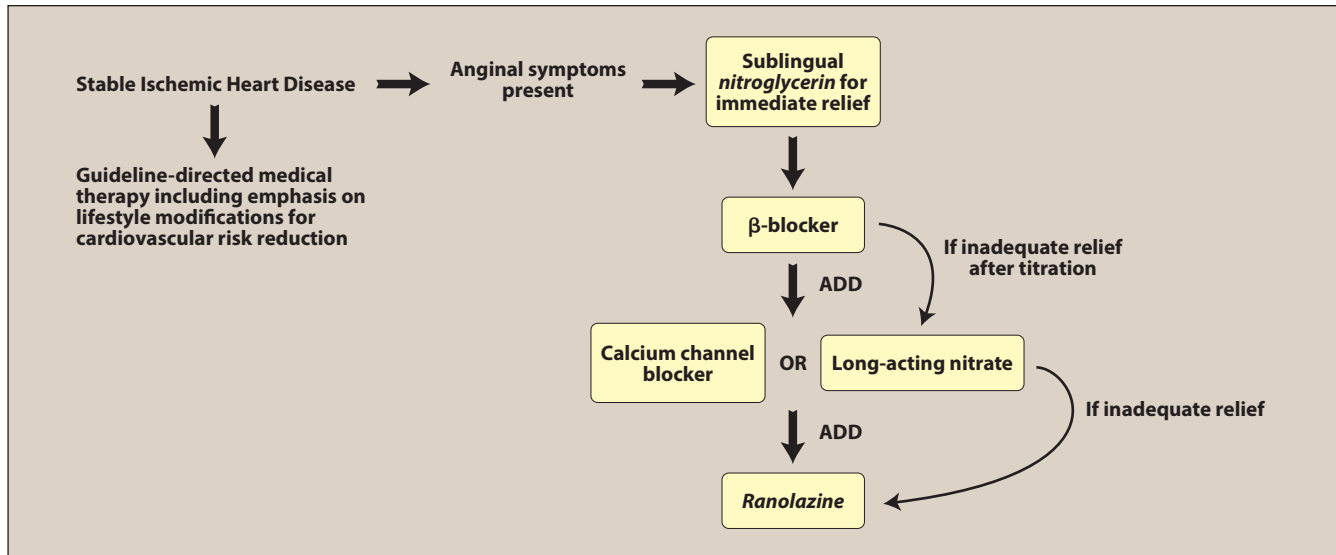 Stable Ischemic Heart Disease
Anginal symptoms
present
Sublingual
nitroglycerin for
immediate relief
Guideline-directed medical
therapy including emphasis on
lifestyle modifications for
cardiovascular risk reduction
β-blocker
If inadequate relief
after titration
ADD
Calcium channel
blocker
OR
Long-acting nitrate
If inadequate relief
ADD
Ranolazine